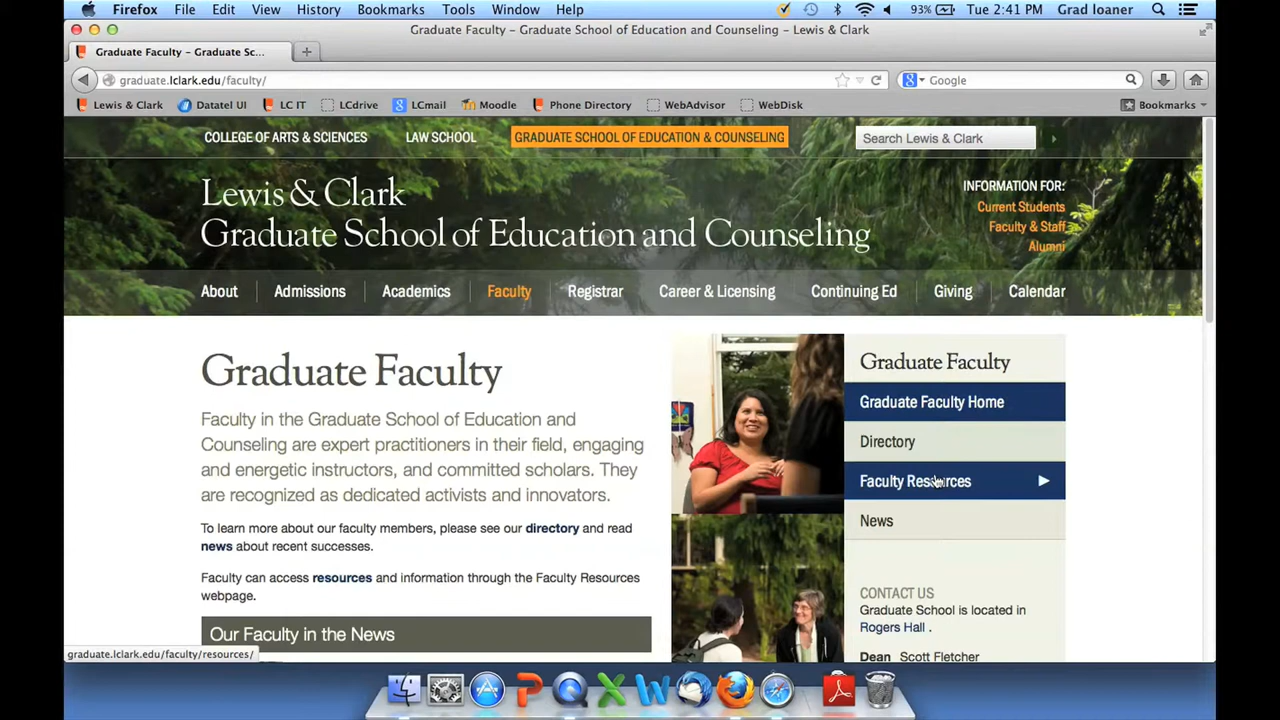 Firefox File Edit View History Bookmarks Tools Window Help 93% Tue 2:41 PM Grad loaner
Graduate Faculty – Graduate School of Education and Counseling – Lewis & Clark
Graduate Faculty – Graduate Sc...
graduate.lclark.edu/faculty/ Google
Lewis & Clark Datatel UI LC IT LCdrive LCmail Moodle Phone Directory WebAdvisor WebDisk Bookmarks
COLLEGE OF ARTS & SCIENCES LAW SCHOOL GRADUATE SCHOOL OF EDUCATION & COUNSELING Search Lewis & Clark
Lewis & Clark
Graduate School of Education and Counseling
INFORMATION FOR:
Current Students
Faculty & Staff
Alumni
About Admissions Academics Faculty Registrar Career & Licensing Continuing Ed Giving Calendar
Graduate Faculty
Faculty in the Graduate School of Education and
Counseling are expert practitioners in their field, engaging
and energetic instructors, and committed scholars. They
are recognized as dedicated activists and innovators.
To learn more about our faculty members, please see our directory and read
news about recent successes.
Faculty can access resources and information through the Faculty Resources
webpage.
Our Faculty in the News
Graduate Faculty
Graduate Faculty Home
Directory
Faculty Resources
News
CONTACT US
Graduate School is located in
Rogers Hall .
Dean Scott Fletcher
graduate.lclark.edu/faculty/resources/